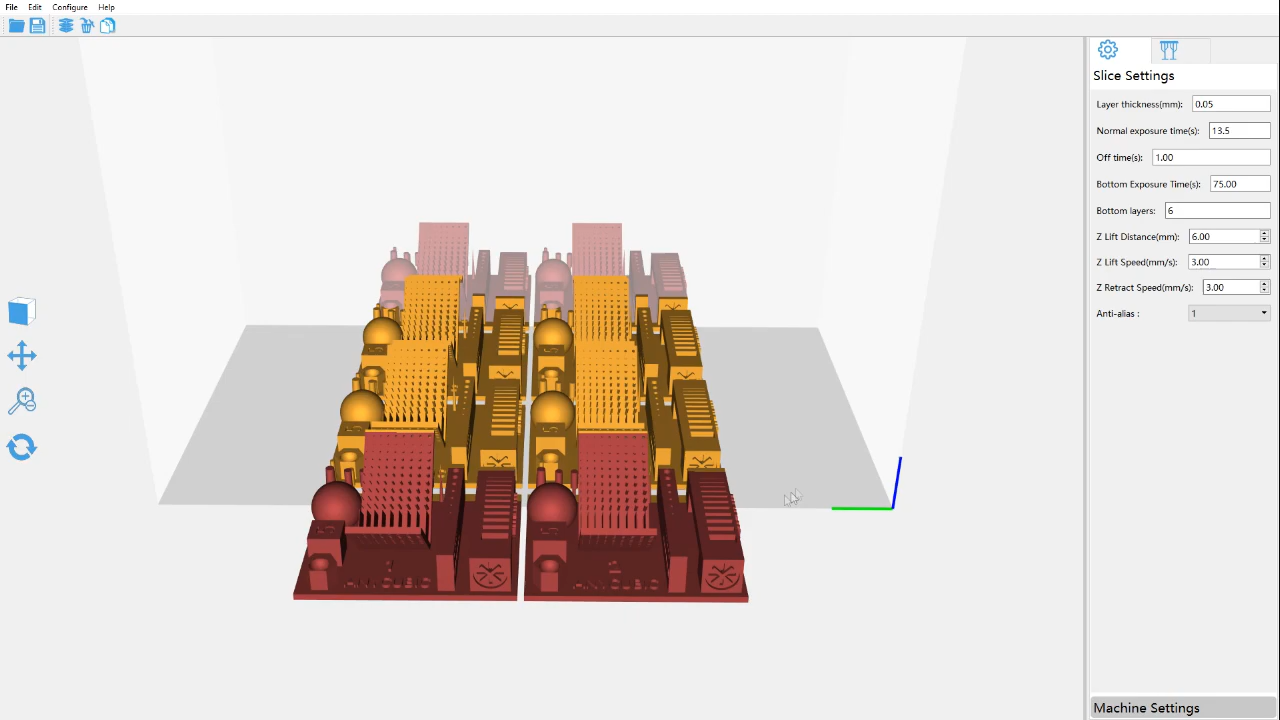 File Edit Configure Help
Slice Settings
Layer thickness(mm): 0.05
Normal exposure time(s): 13.5
Off time(s): 1.00
Bottom Exposure Time(s): 75.00
Bottom layers: 6
Z Lift Distance(mm): 6.00
Z Lift Speed(mm/s): 3.00
Z Retract Speed(mm/s): 3.00
Anti-alias : 1
Machine Settings